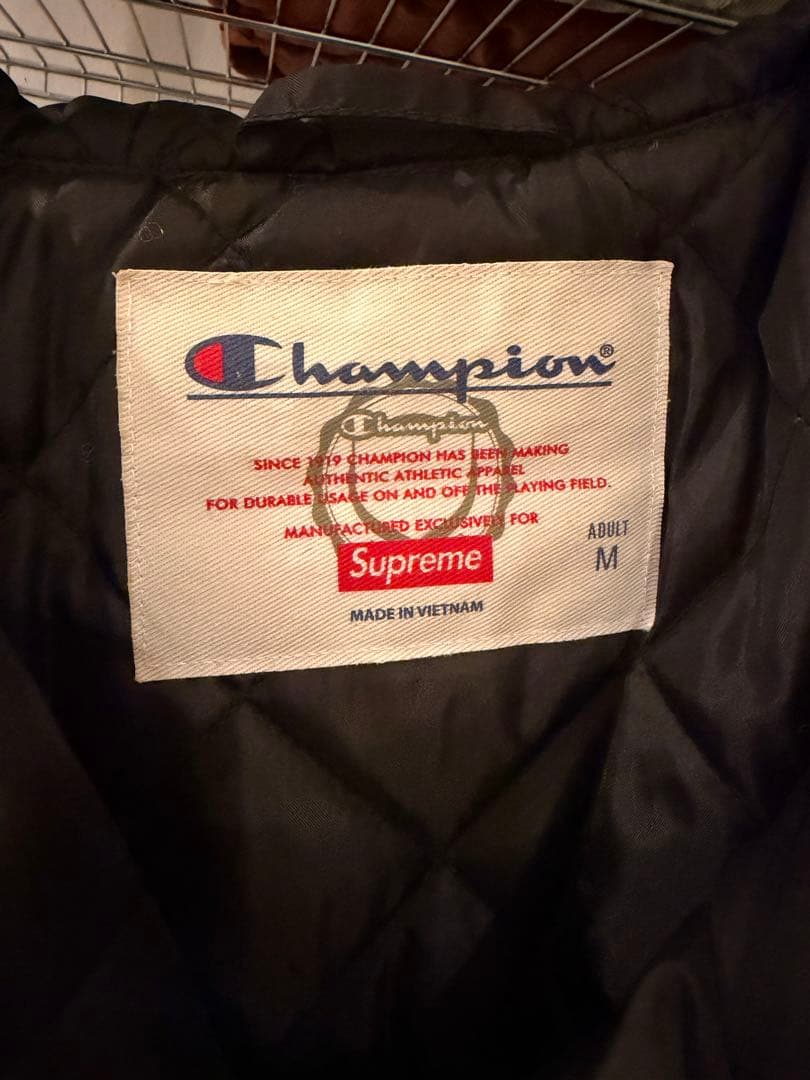 Champion®
Champion
SINCE 1919 CHAMPION HAS BEEN MAKING
AUTHENTIC ATHLETIC APPAREL
FOR DURABLE USAGE ON AND OFF THE PLAYING FIELD.
MANUFACTURED EXCLUSIVELY FOR
Supreme
MADE IN VIETNAM
ADULT
M